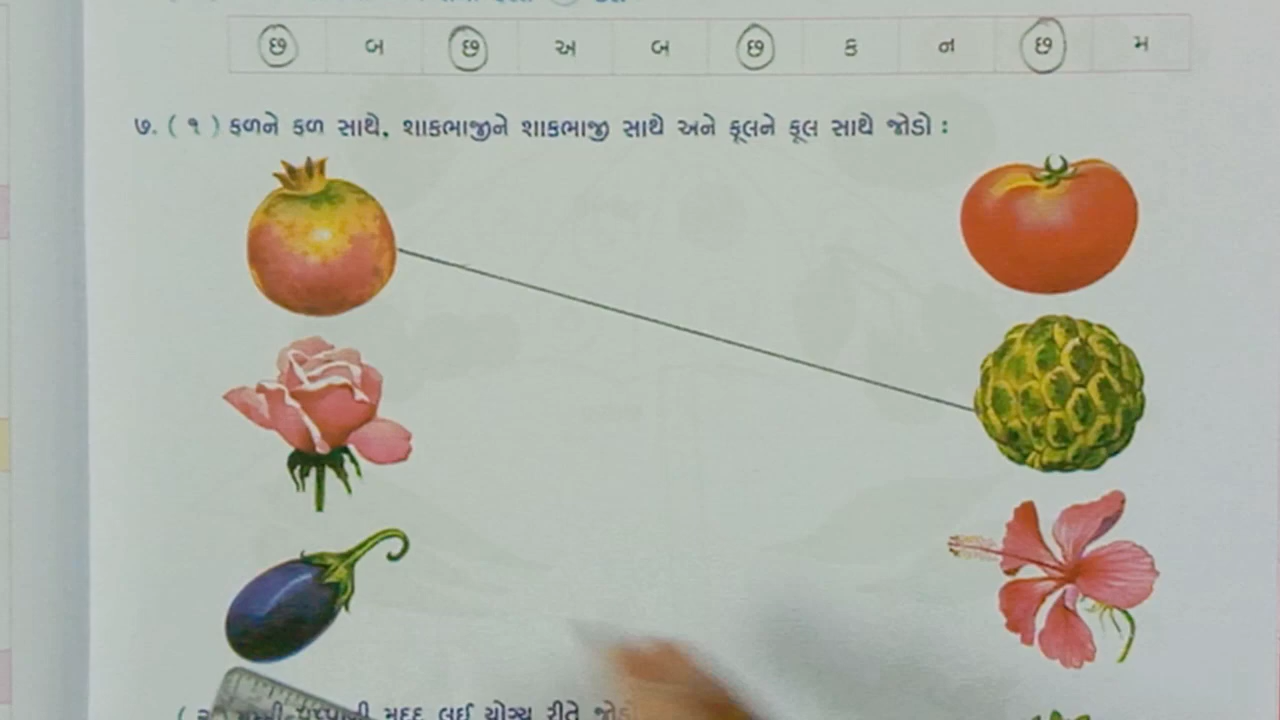 છ બ છ અ બ છ ક ન છ મ
૭. ( ૧ ) ફળને ફળ સાથે, શાકભાજીને શાકભાજી સાથે અને ફૂલને ફૂલ સાથે જોડો :
મદદ લઈ યોગ્ય રીતે જોડો